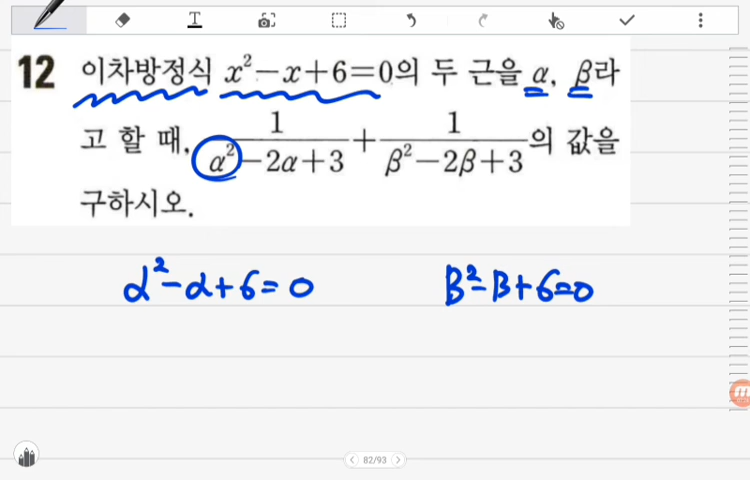 T
12 이차방정식 x²−x+6=0의 두 근을 α, β라
고 할 때, 1/(α²−2α+3) + 1/(β²−2β+3)의 값을
구하시오.
α²−α+6=0 β²−β+6=0
82/93